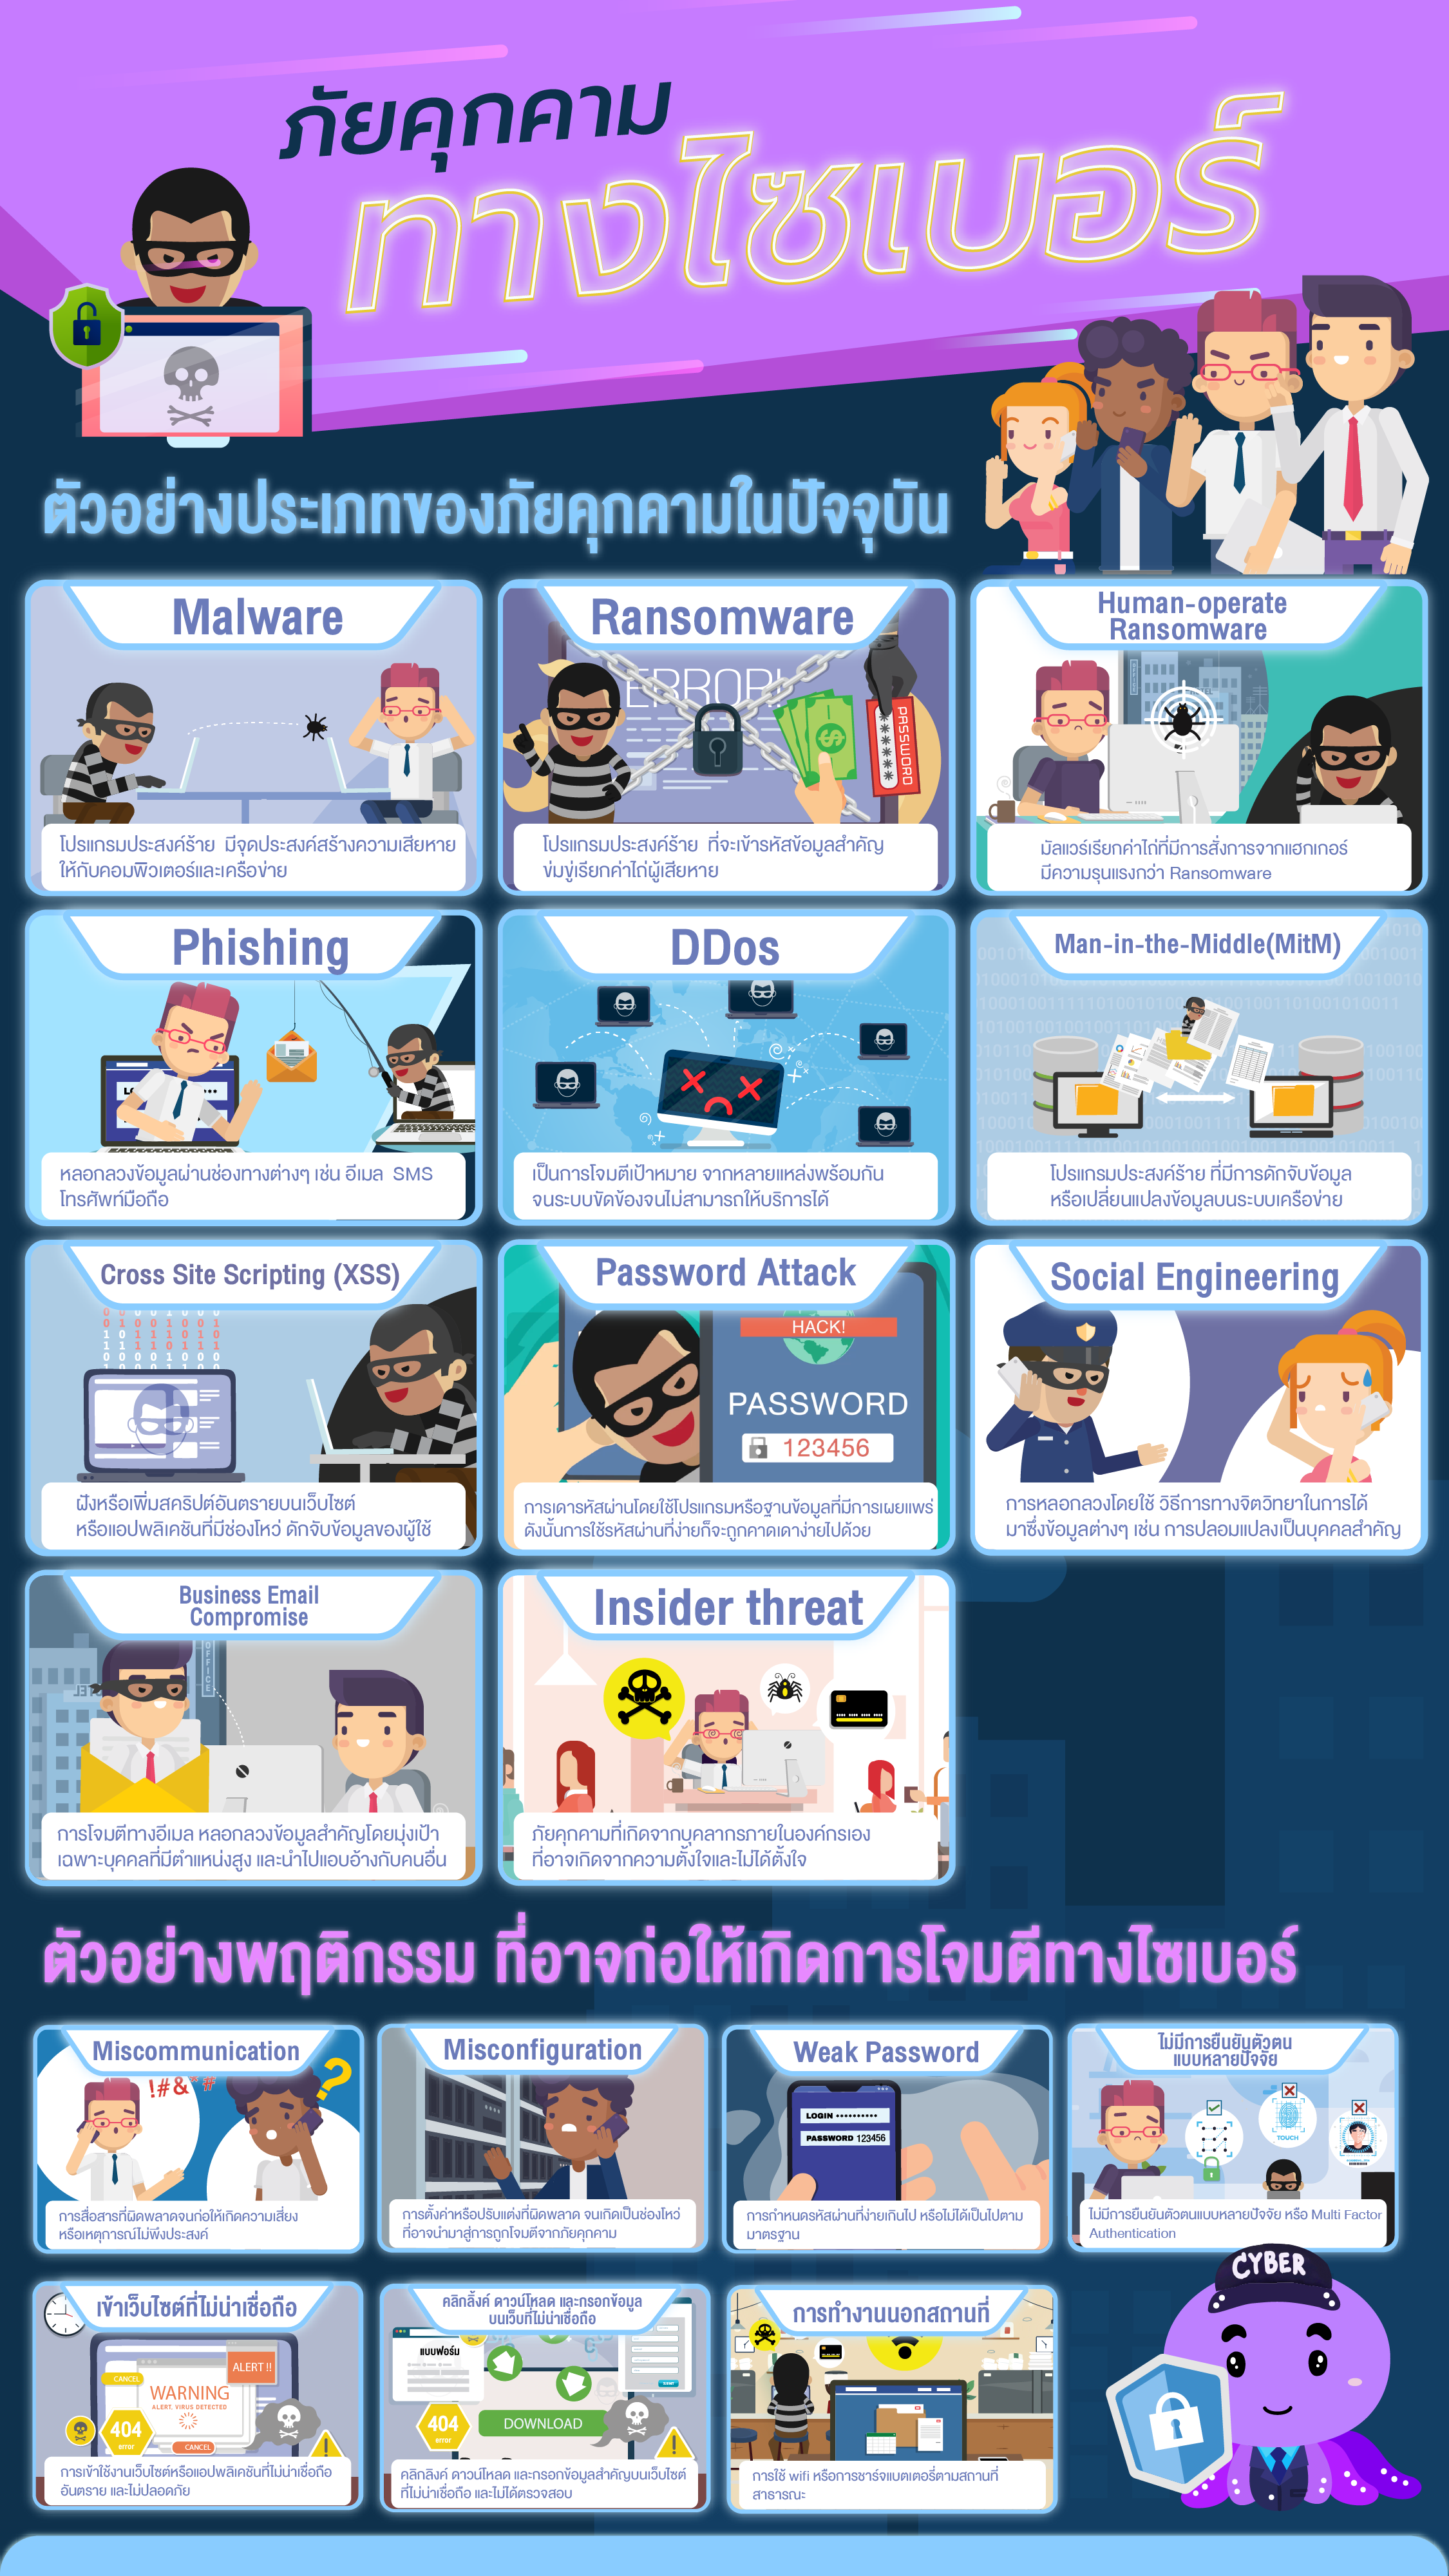 ภัยคุกคาม
ทางไซเบอร์
ตัวอย่างประเภทของภัยคุกคามในปัจจุบัน
Malware
โปรแกรมประสงค์ร้าย มีจุดประสงค์สร้างความเสียหาย
ให้กับคอมพิวเตอร์และเครือข่าย
Ransomware
ERROR!
PASSWORD
โปรแกรมประสงค์ร้าย ที่จะเข้ารหัสข้อมูลสำคัญ
ข่มขู่เรียกค่าไถ่ผู้เสียหาย
Human-operate
Ransomware
มัลแวร์เรียกค่าไถ่ที่มีการสั่งการจากแฮกเกอร์
มีความรุนแรงกว่า Ransomware
Phishing
หลอกลวงข้อมูลผ่านช่องทางต่างๆ เช่น อีเมล SMS
โทรศัพท์มือถือ
DDos
เป็นการโจมตีเป้าหมาย จากหลายแหล่งพร้อมกัน
จนระบบขัดข้องจนไม่สามารถให้บริการได้
Man-in-the-Middle(MitM)
โปรแกรมประสงค์ร้าย ที่มีการดักจับข้อมูล
หรือเปลี่ยนแปลงข้อมูลบนระบบเครือข่าย
Cross Site Scripting (XSS)
ฝังหรือเพิ่มสคริปต์อันตรายบนเว็บไซต์
หรือแอปพลิเคชันที่มีช่องโหว่ ดักจับข้อมูลของผู้ใช้
Password Attack
HACK!
PASSWORD
123456
การเดารหัสผ่านโดยใช้โปรแกรมหรือฐานข้อมูลที่มีการเผยแพร่
ดังนั้นการใช้รหัสผ่านที่ง่ายก็จะถูกคาดเดาง่ายไปด้วย
Social Engineering
การหลอกลวงโดยใช้ วิธีการทางจิตวิทยาในการได้
มาซึ่งข้อมูลต่างๆ เช่น การปลอมแปลงเป็นบุคคลสำคัญ
Business Email
Compromise
OFFICE
การโจมตีทางอีเมล หลอกลวงข้อมูลสำคัญโดยมุ่งเป้า
เฉพาะบุคคลที่มีตำแหน่งสูง และนำไปแอบอ้างกับคนอื่น
Insider threat
ภัยคุกคามที่เกิดจากบุคลากรภายในองค์กรเอง
ที่อาจเกิดจากความตั้งใจและไม่ได้ตั้งใจ
ตัวอย่างพฤติกรรม ที่อาจก่อให้เกิดการโจมตีทางไซเบอร์
Miscommunication
!#&*#
?
การสื่อสารที่ผิดพลาดจนก่อให้เกิดความเสี่ยง
หรือเหตุการณ์ไม่พึงประสงค์
Misconfiguration
การตั้งค่าหรือปรับแต่งที่ผิดพลาด จนเกิดเป็นช่องโหว่
ที่อาจนำมาสู่การถูกโจมตีจากภัยคุกคาม
Weak Password
LOGIN ••••••••••
PASSWORD 123456
การกำหนดรหัสผ่านที่ง่ายเกินไป หรือไม่ได้เป็นไปตาม
มาตรฐาน
ไม่มีการยืนยันตัวตน
แบบหลายปัจจัย
TOUCH
ไม่มีการยืนยันตัวตนแบบหลายปัจจัย หรือ Multi Factor
Authentication
เข้าเว็บไซต์ที่ไม่น่าเชื่อถือ
ALERT !!
CANCEL
WARNING
ALERT. VIRUS DETECTED
404
error
CANCEL
การเข้าใช้งานเว็บไซต์หรือแอปพลิเคชันที่ไม่น่าเชื่อถือ
อันตราย และไม่ปลอดภัย
คลิกลิ้งค์ ดาวน์โหลด และกรอกข้อมูล
บนเว็บที่ไม่น่าเชื่อถือ
แบบฟอร์ม
404
error
DOWNLOAD
คลิกลิงค์ ดาวน์โหลด และกรอกข้อมูลสำคัญบนเว็บไซต์
ที่ไม่น่าเชื่อถือ และไม่ได้ตรวจสอบ
การทำงานนอกสถานที่
การใช้ wifi หรือการชาร์จแบตเตอรี่ตามสถานที่
สาธารณะ
CYBER